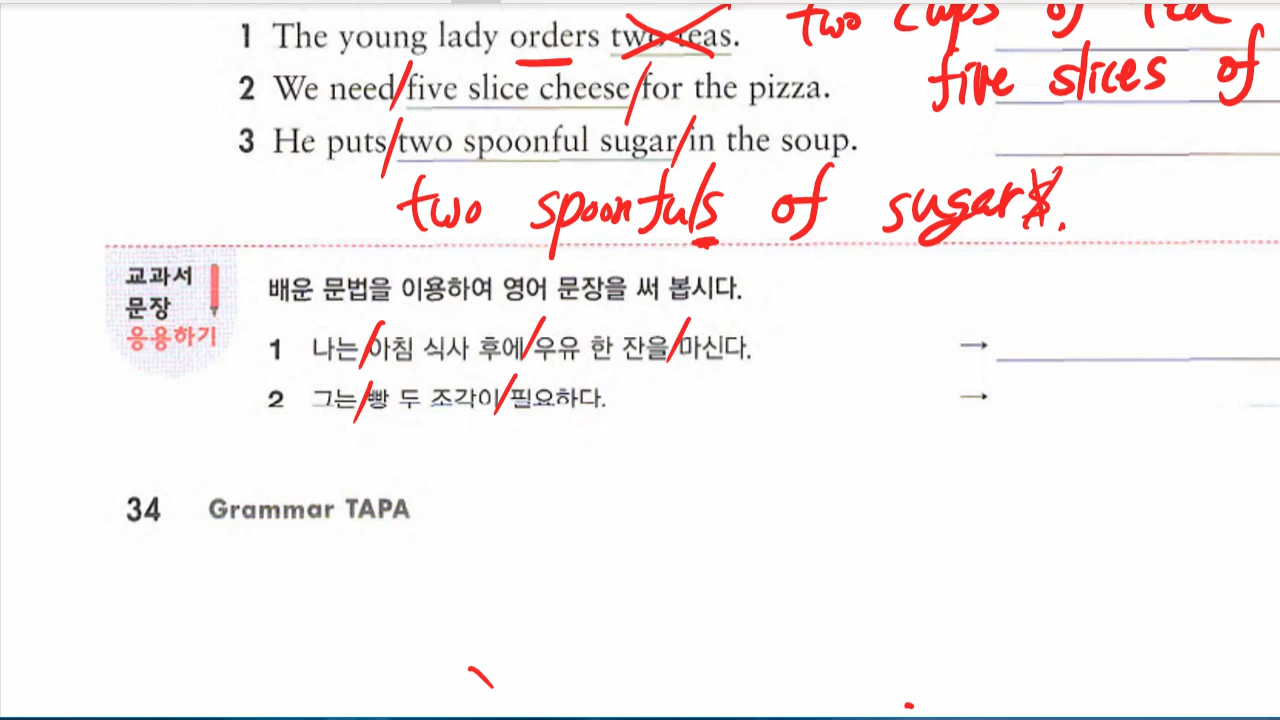 two cups of tea
1 The young lady orders two teas.
five slices of
2 We need five slice cheese for the pizza.
3 He puts two spoonful sugar in the soup.
two spoonfuls of sugar.
교과서
문장
응용하기
배운 문법을 이용하여 영어 문장을 써 봅시다.
1 나는 아침 식사 후에 우유 한 잔을 마신다. →
2 그는 빵 두 조각이 필요하다. →
34 Grammar TAPA